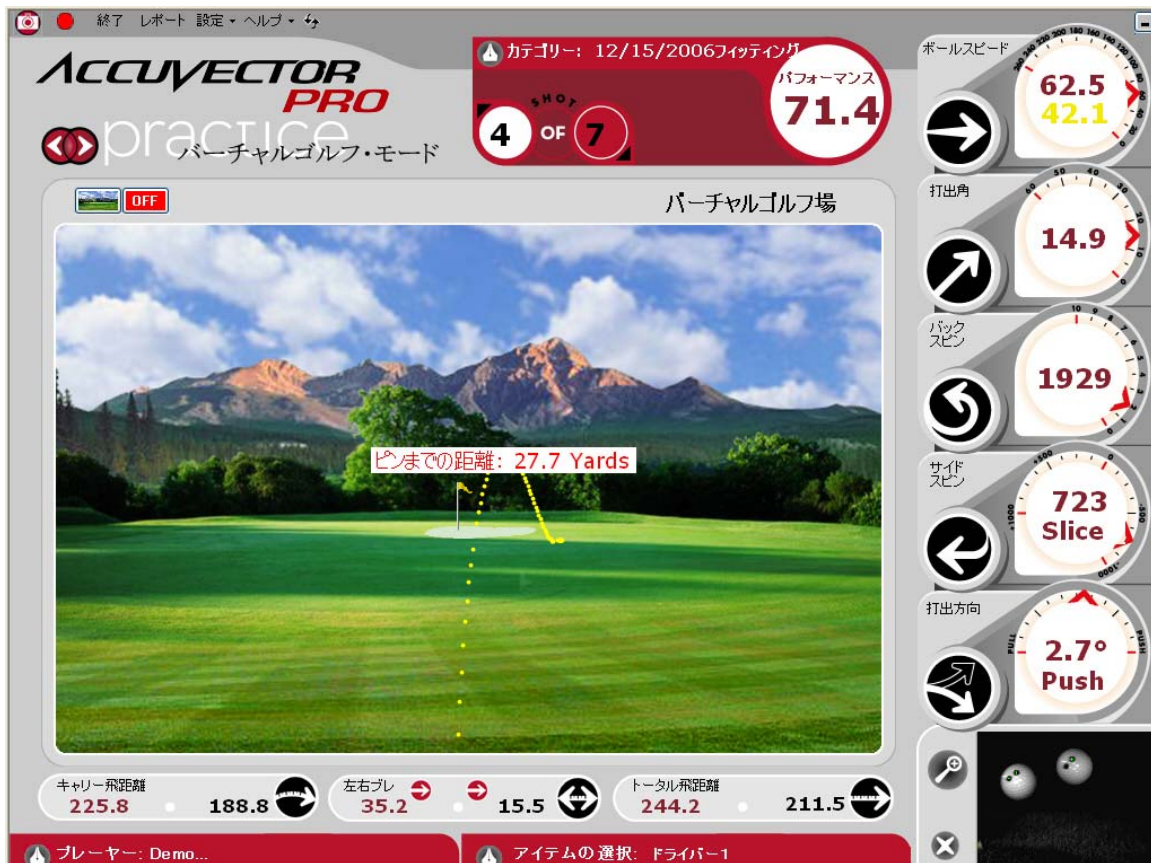 終了 レポート 設定 ヘルプ
ACCUVECTOR
PRO
practice
バーチャルゴルフ・モード
カテゴリー: 12/15/2006フィッティング
SHOT
4 OF 7
パフォーマンス
71.4
OFF
バーチャルゴルフ場
ピンまでの距離: 27.7 Yards
ボールスピード
62.5
42.1
打出角
14.9
バック
スピン
1929
サイド
スピン
723
Slice
打出方向
PULL
PUSH
2.7°
Push
キャリー飛距離
225.8 188.8
左右ブレ
35.2 15.5
トータル飛距離
244.2 211.5
プレーヤー: Demo...
アイテムの選択: ドライバー1